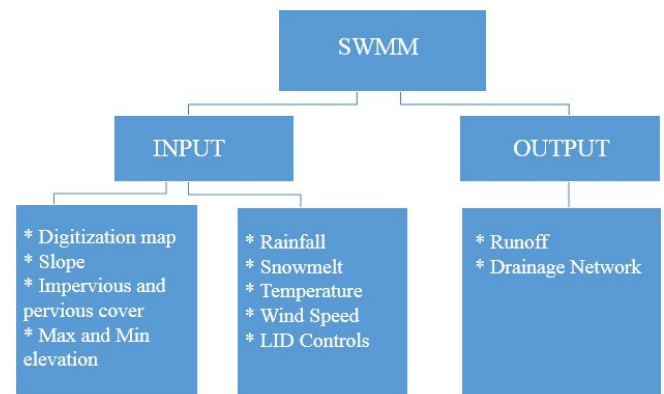 SWMM
INPUT
OUTPUT
* Digitization map
* Slope
* Impervious and
pervious cover
* Max and Min
elevation
* Rainfall
* Snowmelt
* Temperature
* Wind Speed
* LID Controls
* Runoff
* Drainage Network